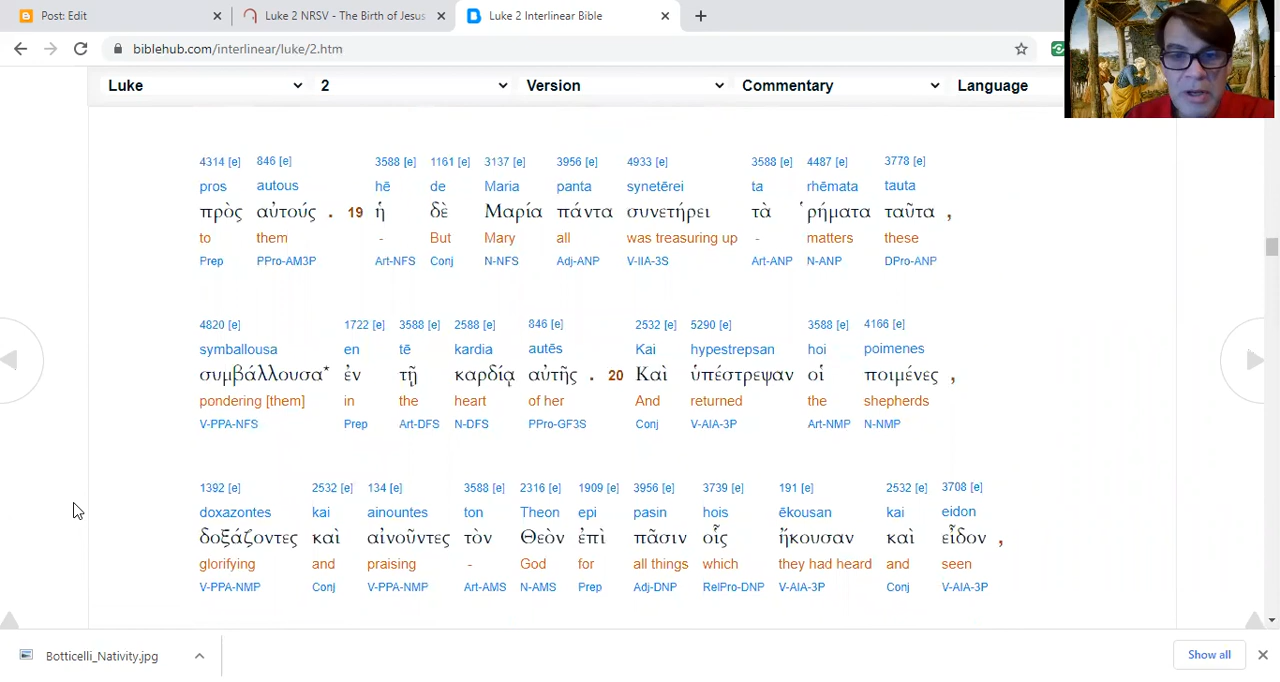 Post: Edit × Luke 2 NRSV - The Birth of Jesus × Luke 2 Interlinear Bible × +
biblehub.com/interlinear/luke/2.htm
Luke 2 Version Commentary Language
4314 [e] 846 [e] 3588 [e] 1161 [e] 3137 [e] 3956 [e] 4933 [e] 3588 [e] 4487 [e] 3778 [e]
pros autous hē de Maria panta synetērei ta rhēmata tauta
πρὸς αὐτούς . 19 ἡ δὲ Μαρία πάντα συνετήρει τὰ ῥήματα ταῦτα ,
to them - But Mary all was treasuring up - matters these
Prep PPro-AM3P Art-NFS Conj N-NFS Adj-ANP V-IIA-3S Art-ANP N-ANP DPro-ANP
4820 [e] 1722 [e] 3588 [e] 2588 [e] 846 [e] 2532 [e] 5290 [e] 3588 [e] 4166 [e]
symballousa en tē kardia autēs Kai hypestrepsan hoi poimenes
συμβάλλουσα* ἐν τῇ καρδίᾳ αὐτῆς . 20 Καὶ ὑπέστρεψαν οἱ ποιμένες ,
pondering [them] in the heart of her And returned the shepherds
V-PPA-NFS Prep Art-DFS N-DFS PPro-GF3S Conj V-AIA-3P Art-NMP N-NMP
1392 [e] 2532 [e] 134 [e] 3588 [e] 2316 [e] 1909 [e] 3956 [e] 3739 [e] 191 [e] 2532 [e] 3708 [e]
doxazontes kai ainountes ton Theon epi pasin hois ēkousan kai eidon
δοξάζοντες καὶ αἰνοῦντες τὸν Θεὸν ἐπὶ πᾶσιν οἷς ἤκουσαν καὶ εἶδον ,
glorifying and praising - God for all things which they had heard and seen
V-PPA-NMP Conj V-PPA-NMP Art-AMS N-AMS Prep Adj-DNP RelPro-DNP V-AIA-3P Conj V-AIA-3P
Botticelli_Nativity.jpg Show all ×